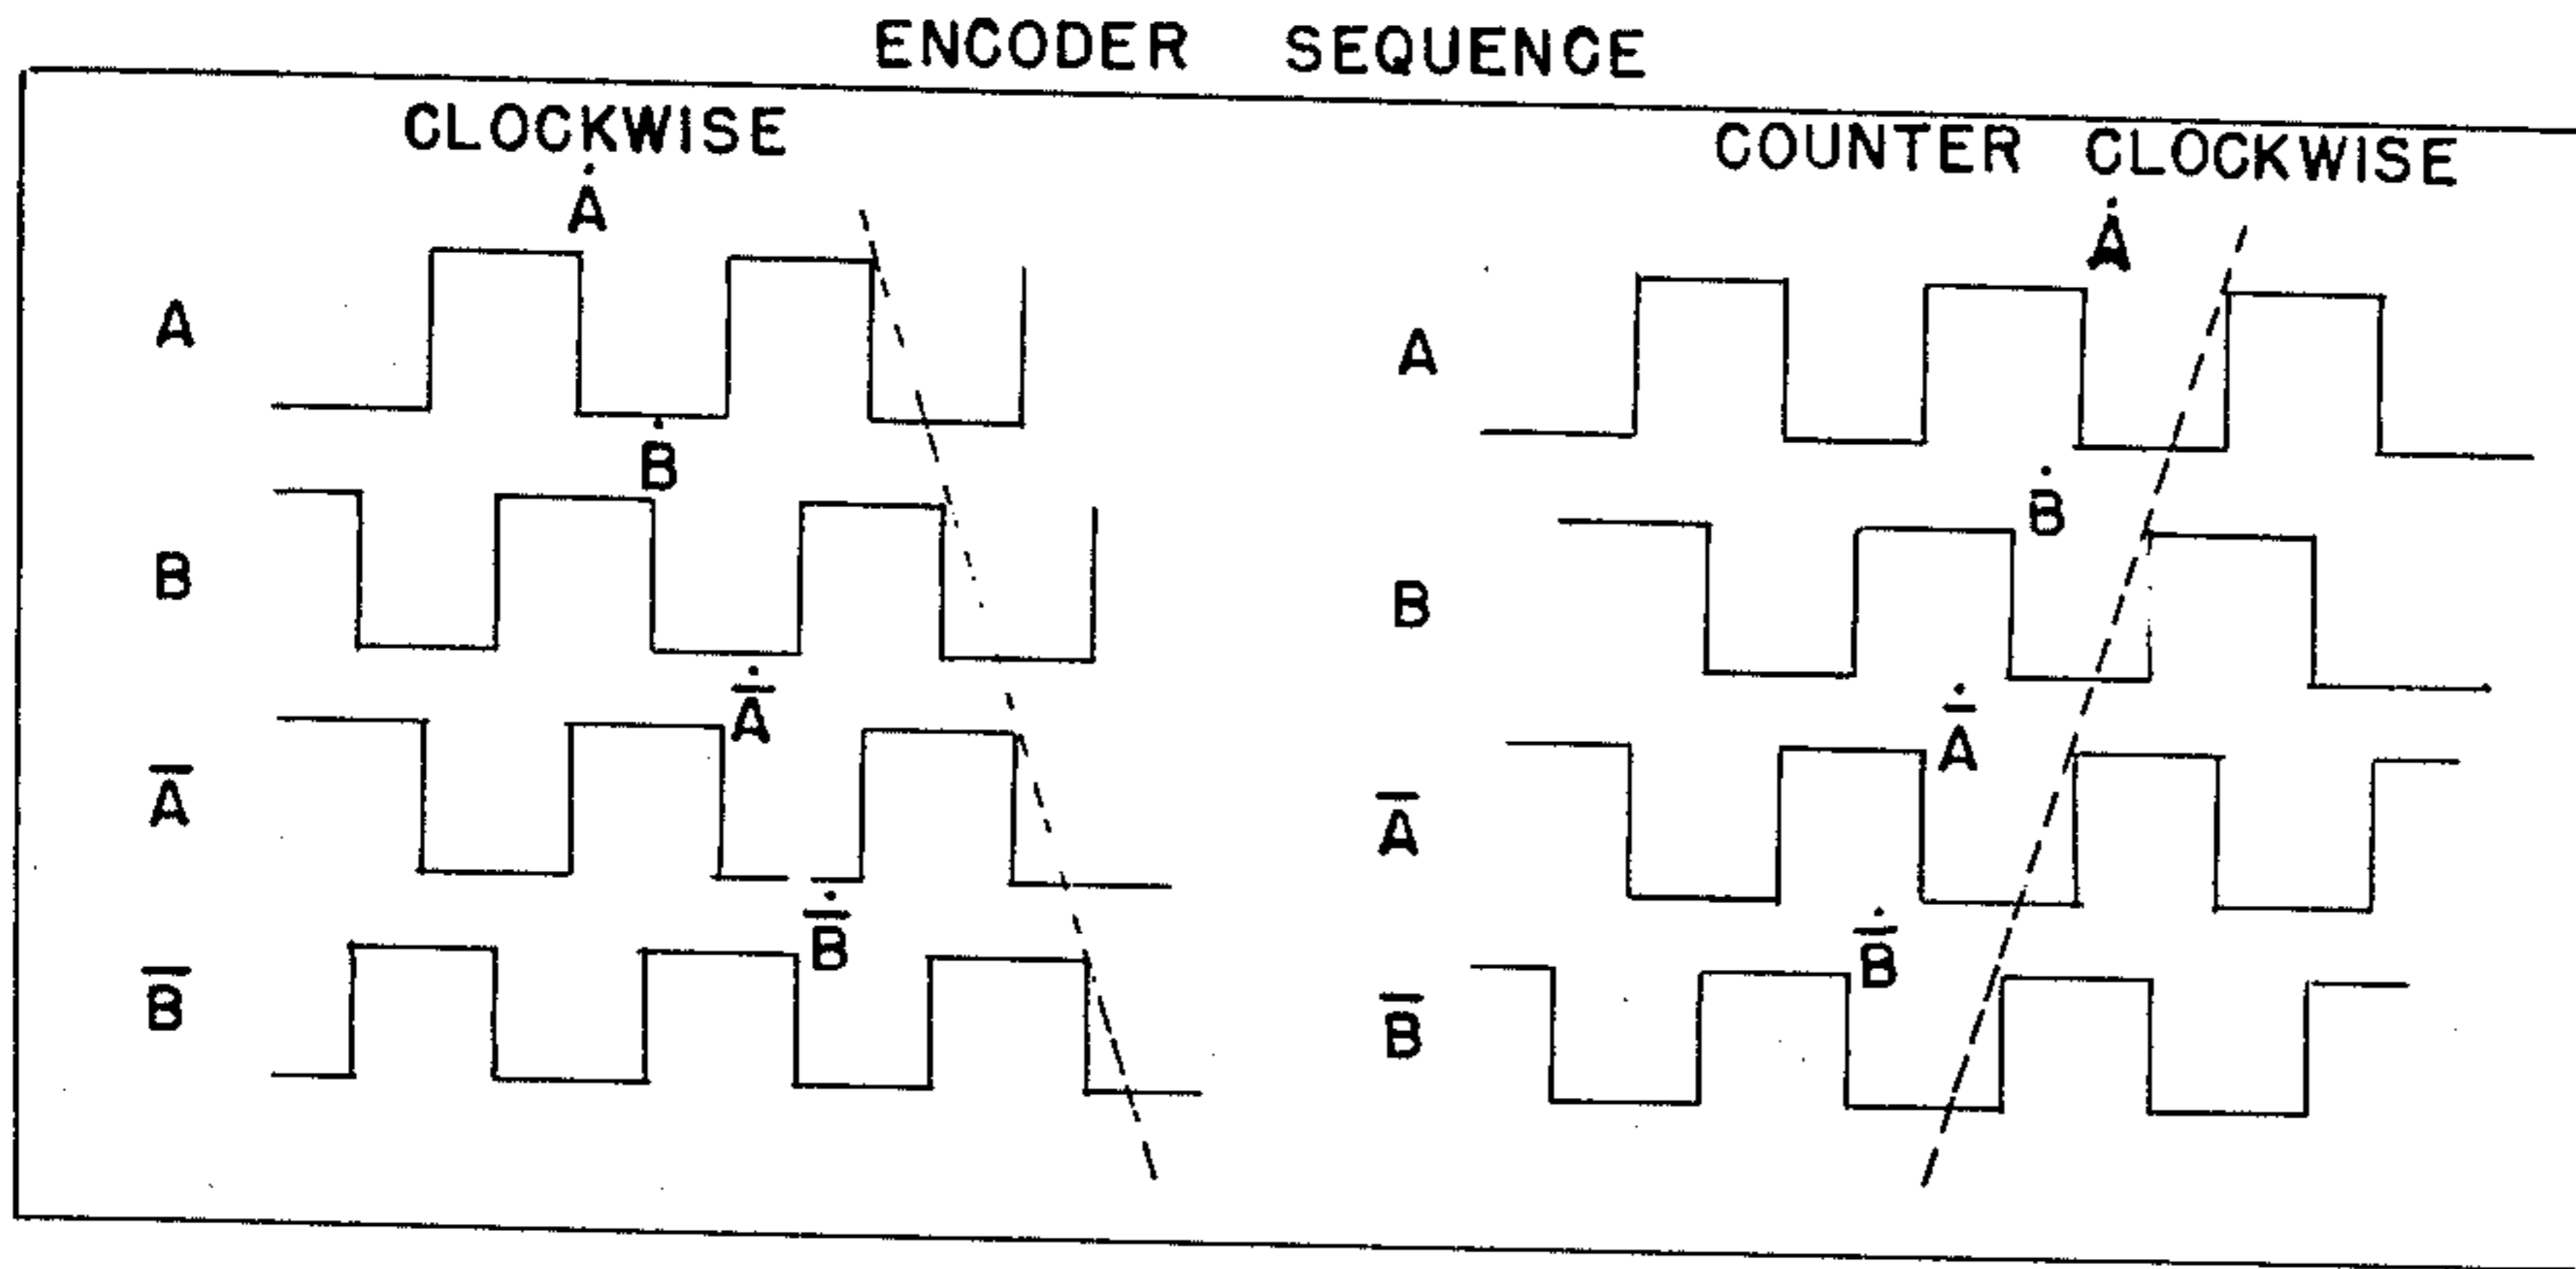 ENCODER SEQUENCE
CLOCKWISE
COUNTER CLOCKWISE
Ȧ
A
Ḃ
B
Ā̇
Ā
B̄̇
B̄
Ȧ
A
Ḃ
B
Ā̇
Ā
B̄̇
B̄